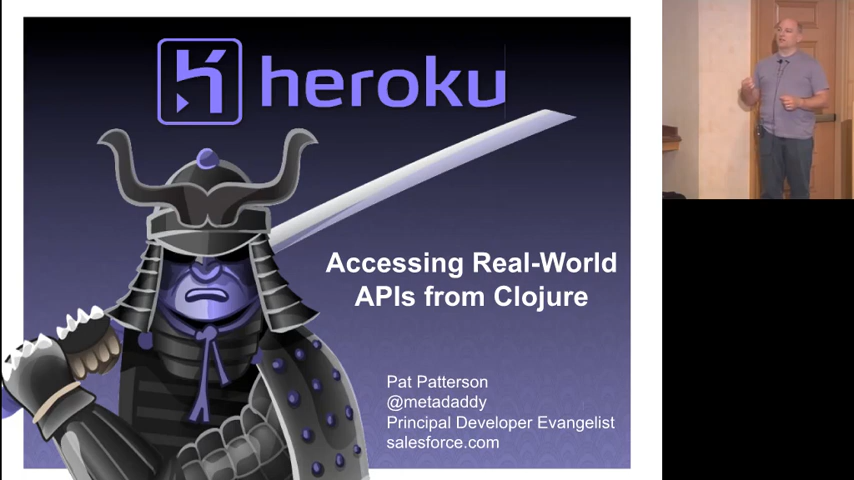 heroku
Accessing Real-World
APIs from Clojure
Pat Patterson
@metadaddy
Principal Developer Evangelist
salesforce.com